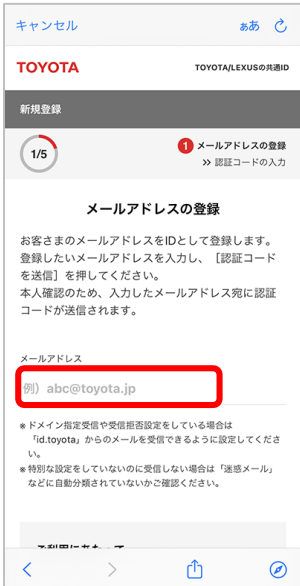 キャンセル
ぁあ
TOYOTA
TOYOTA/LEXUSの共通ID
新規登録
1/5
1 メールアドレスの登録
>> 認証コードの入力
メールアドレスの登録
お客さまのメールアドレスをIDとして登録します。
登録したいメールアドレスを入力し、［認証コード
を送信］を押してください。
本人確認のため、入力したメールアドレス宛に認証
コードが送信されます。
メールアドレス
例）abc@toyota.jp
※ドメイン指定受信や受信拒否設定をしている場合は
「id.toyota」からのメールを受信できるように設定してくださ
い。
※特別な設定をしていないのに受信しない場合は「迷惑メール」
などに自動分類されていないかご確認ください。
ご利用にあたって